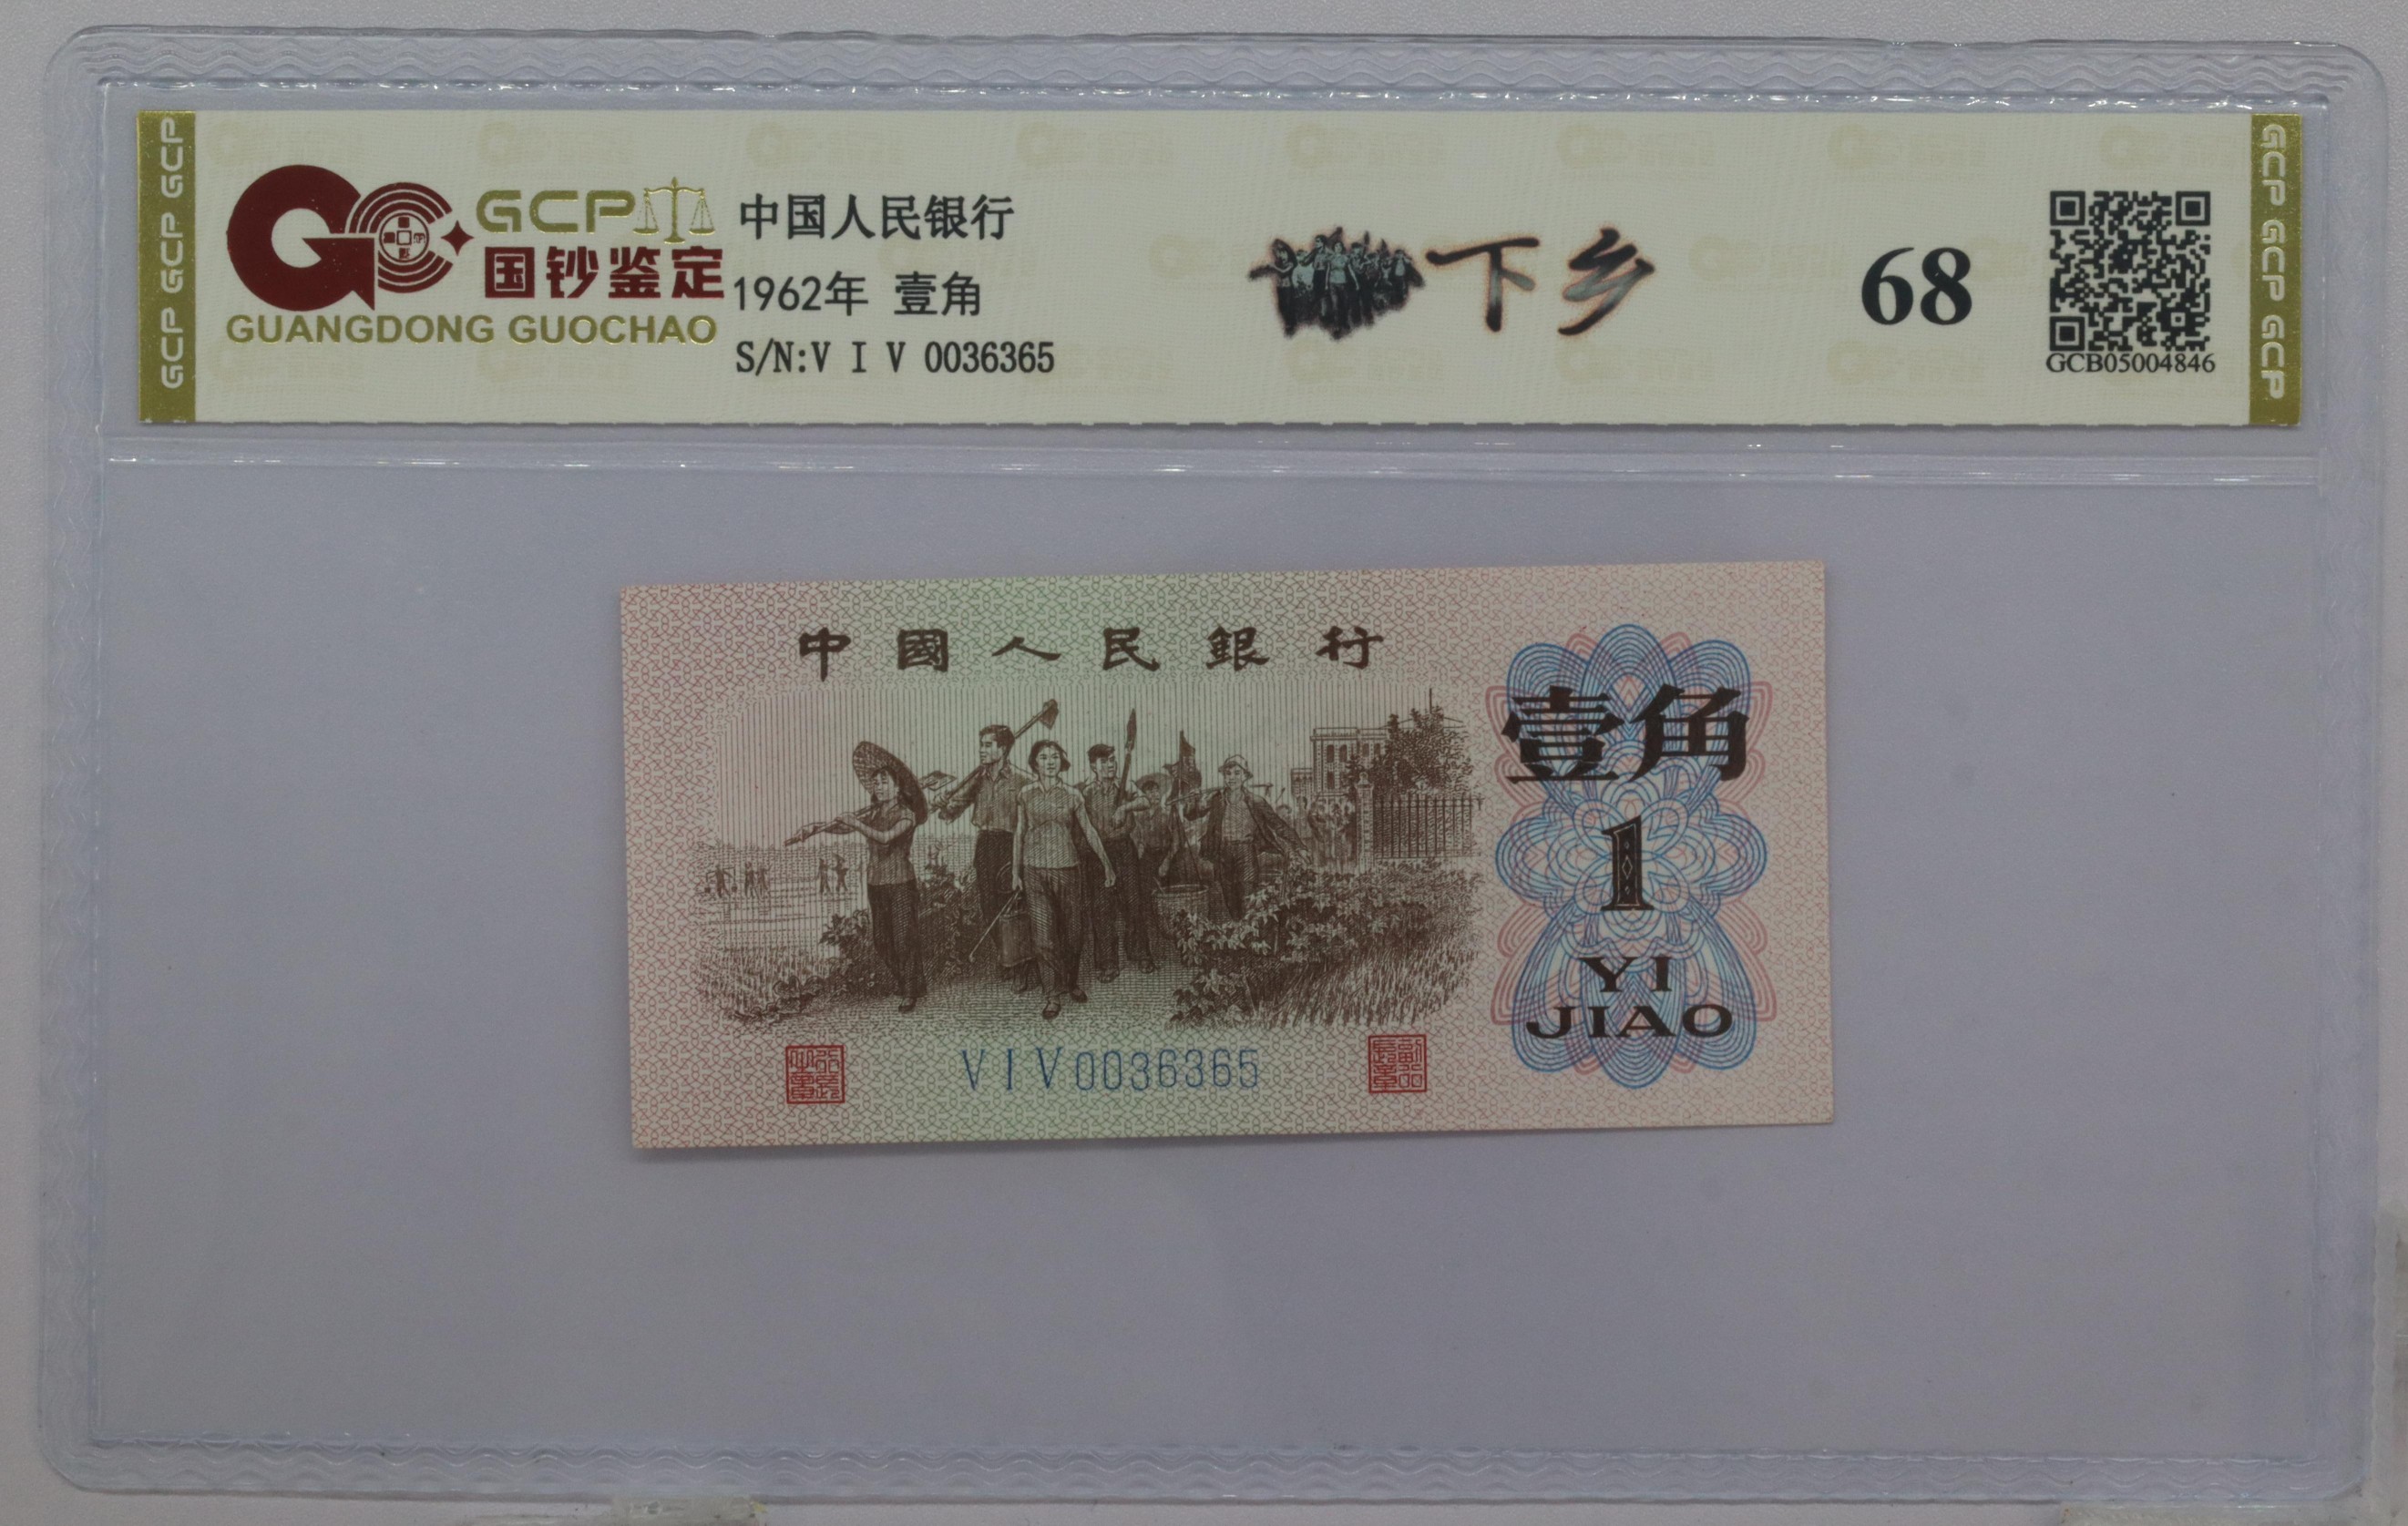 GCP GCP GCP
GCP
国钞鉴定
GUANGDONG GUOCHAO
中国人民银行
1962年 壹角
S/N:V I V 0036365
下乡
68
GCB05004846
GCP GCP GCP
中國人民銀行
壹角
1
YI
JIAO
V I V 0036365